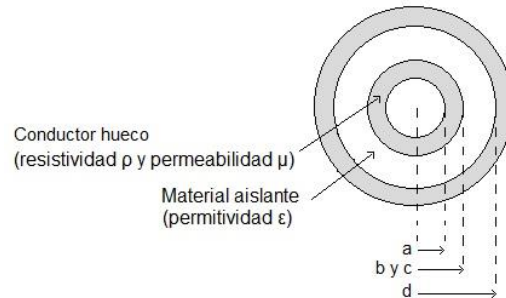 Conductor hueco
(resistividad ρ y permeabilidad μ)
Material aislante
(permitividad ε)
a
b y c
d